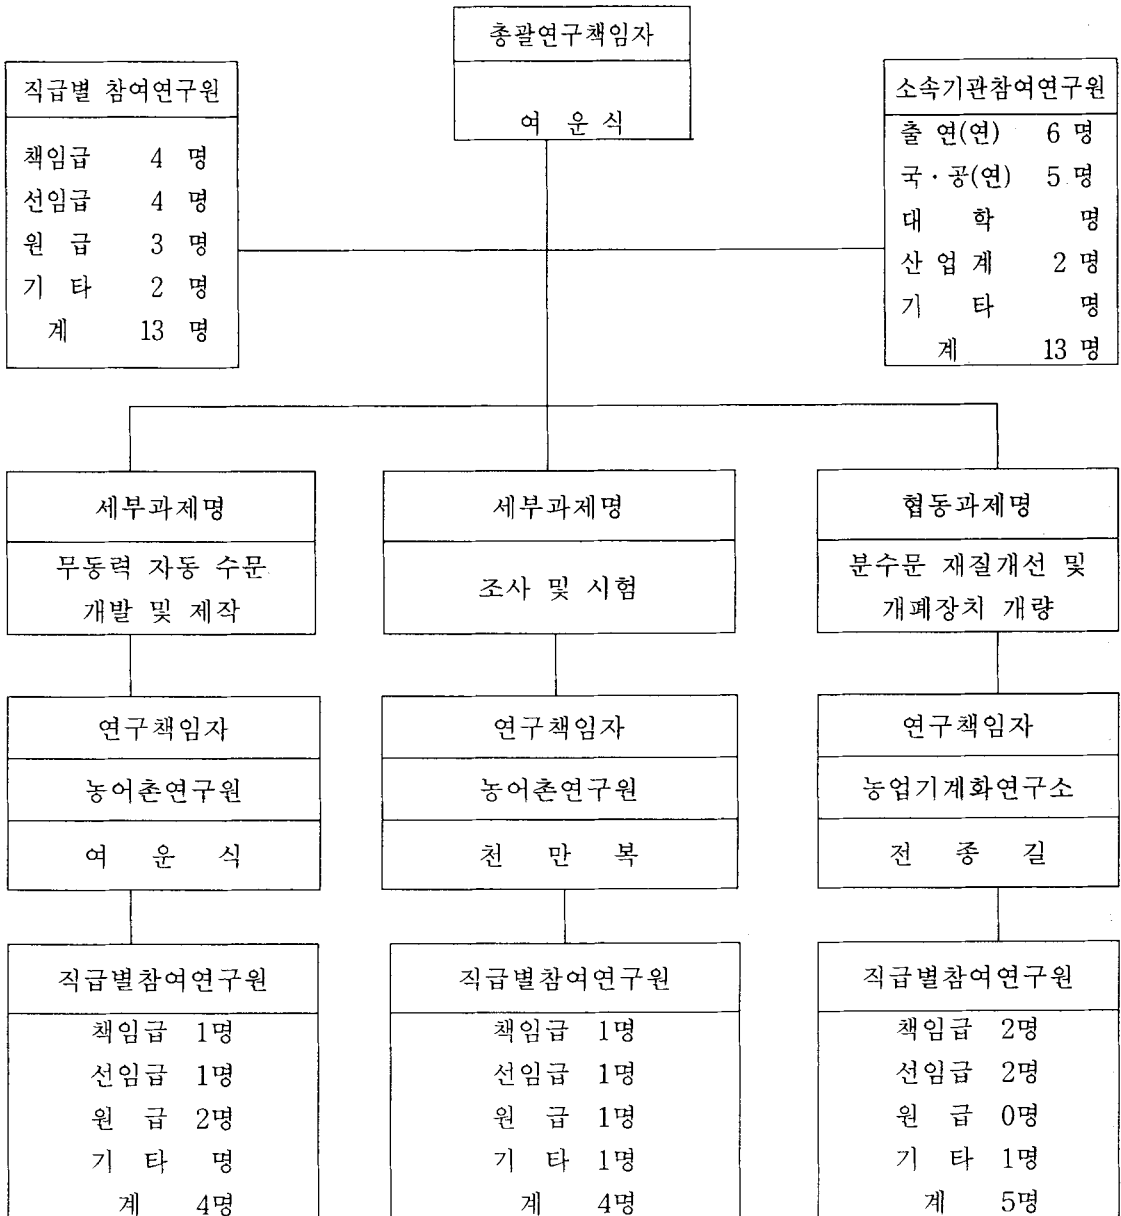 총괄연구책임자
여 운 식
직급별 참여연구원
책임급 4 명
선임급 4 명
원 급 3 명
기 타 2 명
계 13 명
소속기관참여연구원
출 연(연) 6 명
국·공(연) 5 명
대 학 명
산 업 계 2 명
기 타 명
계 13 명
세부과제명
무동력 자동 수문
개발 및 제작
연구책임자
농어촌연구원
여 운 식
직급별참여연구원
책임급 1명
선임급 1명
원 급 2명
기 타 명
계 4명
세부과제명
조사 및 시험
연구책임자
농어촌연구원
천 만 복
직급별참여연구원
책임급 1명
선임급 1명
원 급 1명
기 타 1명
계 4명
협동과제명
분수문 재질개선 및
개폐장치 개량
연구책임자
농업기계화연구소
전 종 길
직급별참여연구원
책임급 2명
선임급 2명
원 급 0명
기 타 1명
계 5명